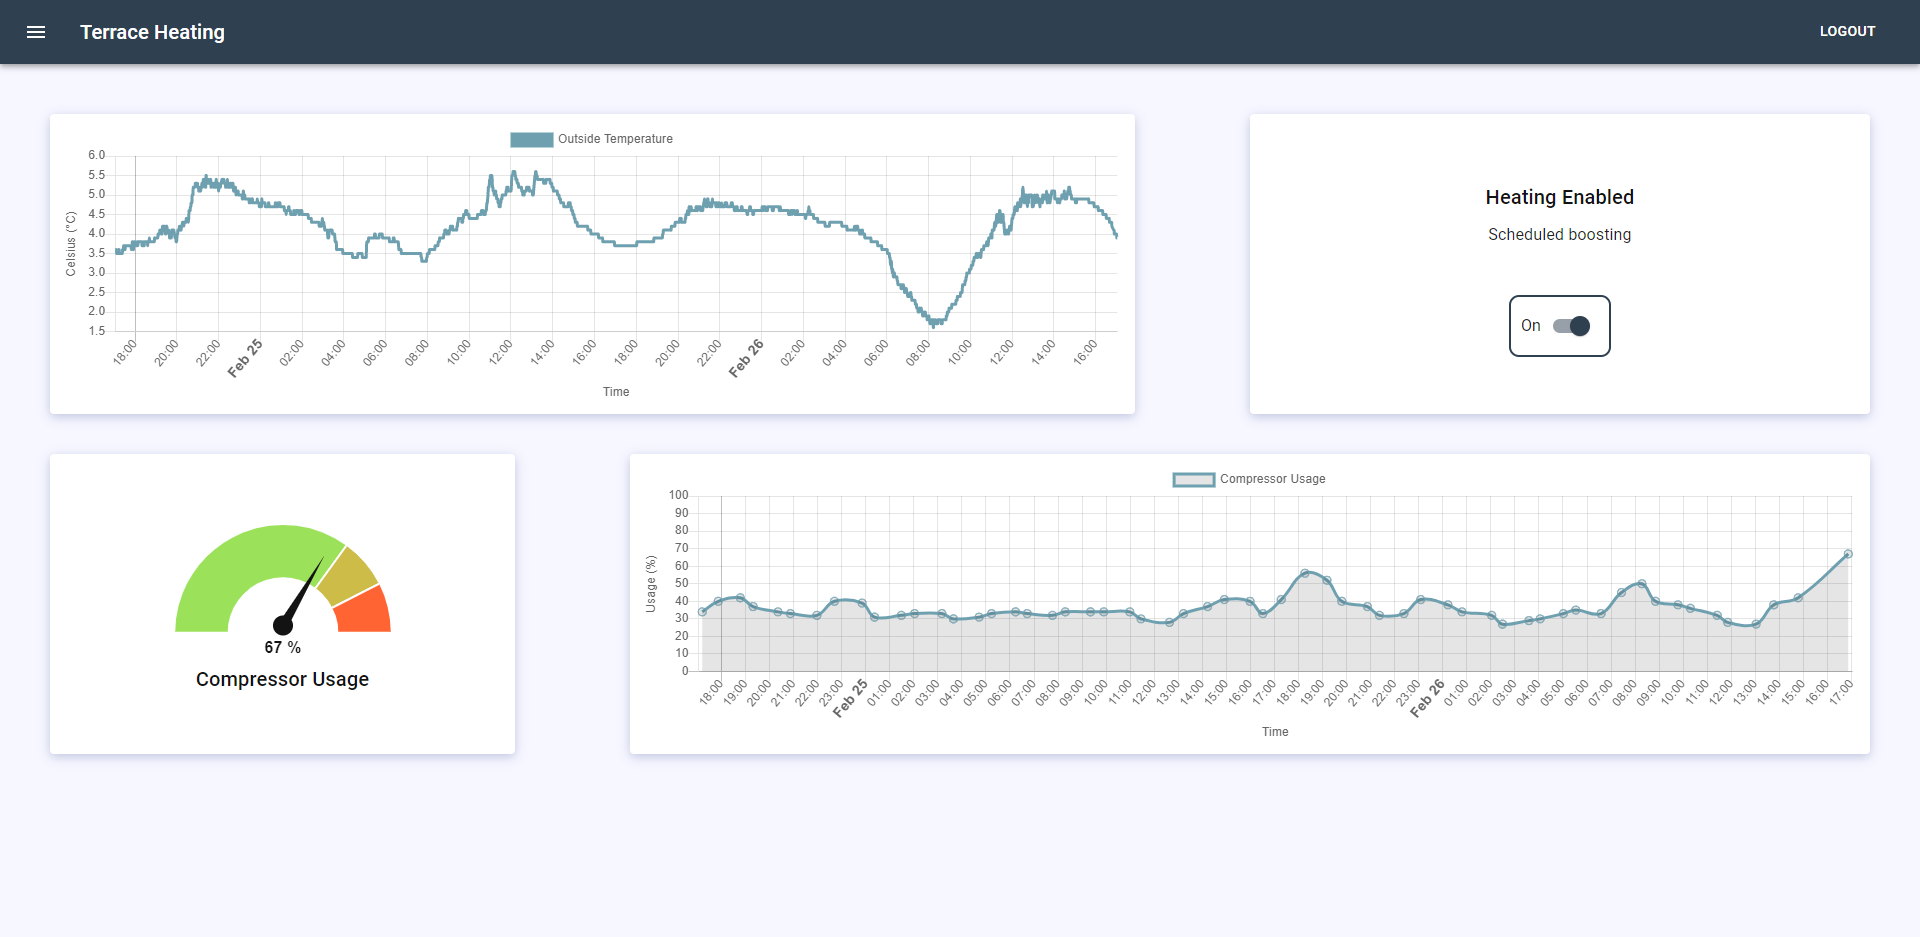 Terrace Heating
LOGOUT
Outside Temperature
6.0
5.5
5.0
4.5
4.0
3.5
3.0
2.5
2.0
1.5
Celsius (°C)
18:00 20:00 22:00 Feb 25 02:00 04:00 06:00 08:00 10:00 12:00 14:00 16:00 18:00 20:00 22:00 Feb 26 02:00 04:00 06:00 08:00 10:00 12:00 14:00 16:00
Time
Heating Enabled
Scheduled boosting
On
67 %
Compressor Usage
Compressor Usage
100
90
80
70
60
50
40
30
20
10
0
Usage (%)
18:00 19:00 20:00 21:00 22:00 23:00 Feb 25 01:00 02:00 03:00 04:00 05:00 06:00 07:00 08:00 09:00 10:00 11:00 12:00 13:00 14:00 15:00 16:00 17:00 18:00 19:00 20:00 21:00 22:00 23:00 Feb 26 01:00 02:00 03:00 04:00 05:00 06:00 07:00 08:00 09:00 10:00 11:00 12:00 13:00 14:00 15:00 16:00 17:00
Time